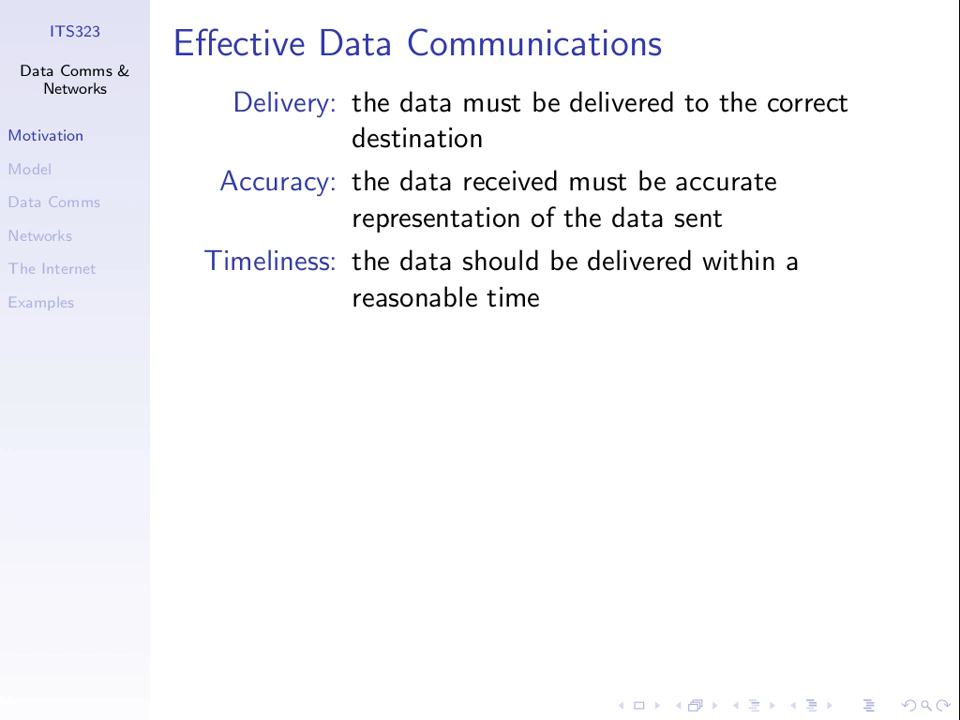 ITS323
Data Comms &
Networks
Motivation
Model
Data Comms
Networks
The Internet
Examples
Effective Data Communications
Delivery: the data must be delivered to the correct
destination
Accuracy: the data received must be accurate
representation of the data sent
Timeliness: the data should be delivered within a
reasonable time